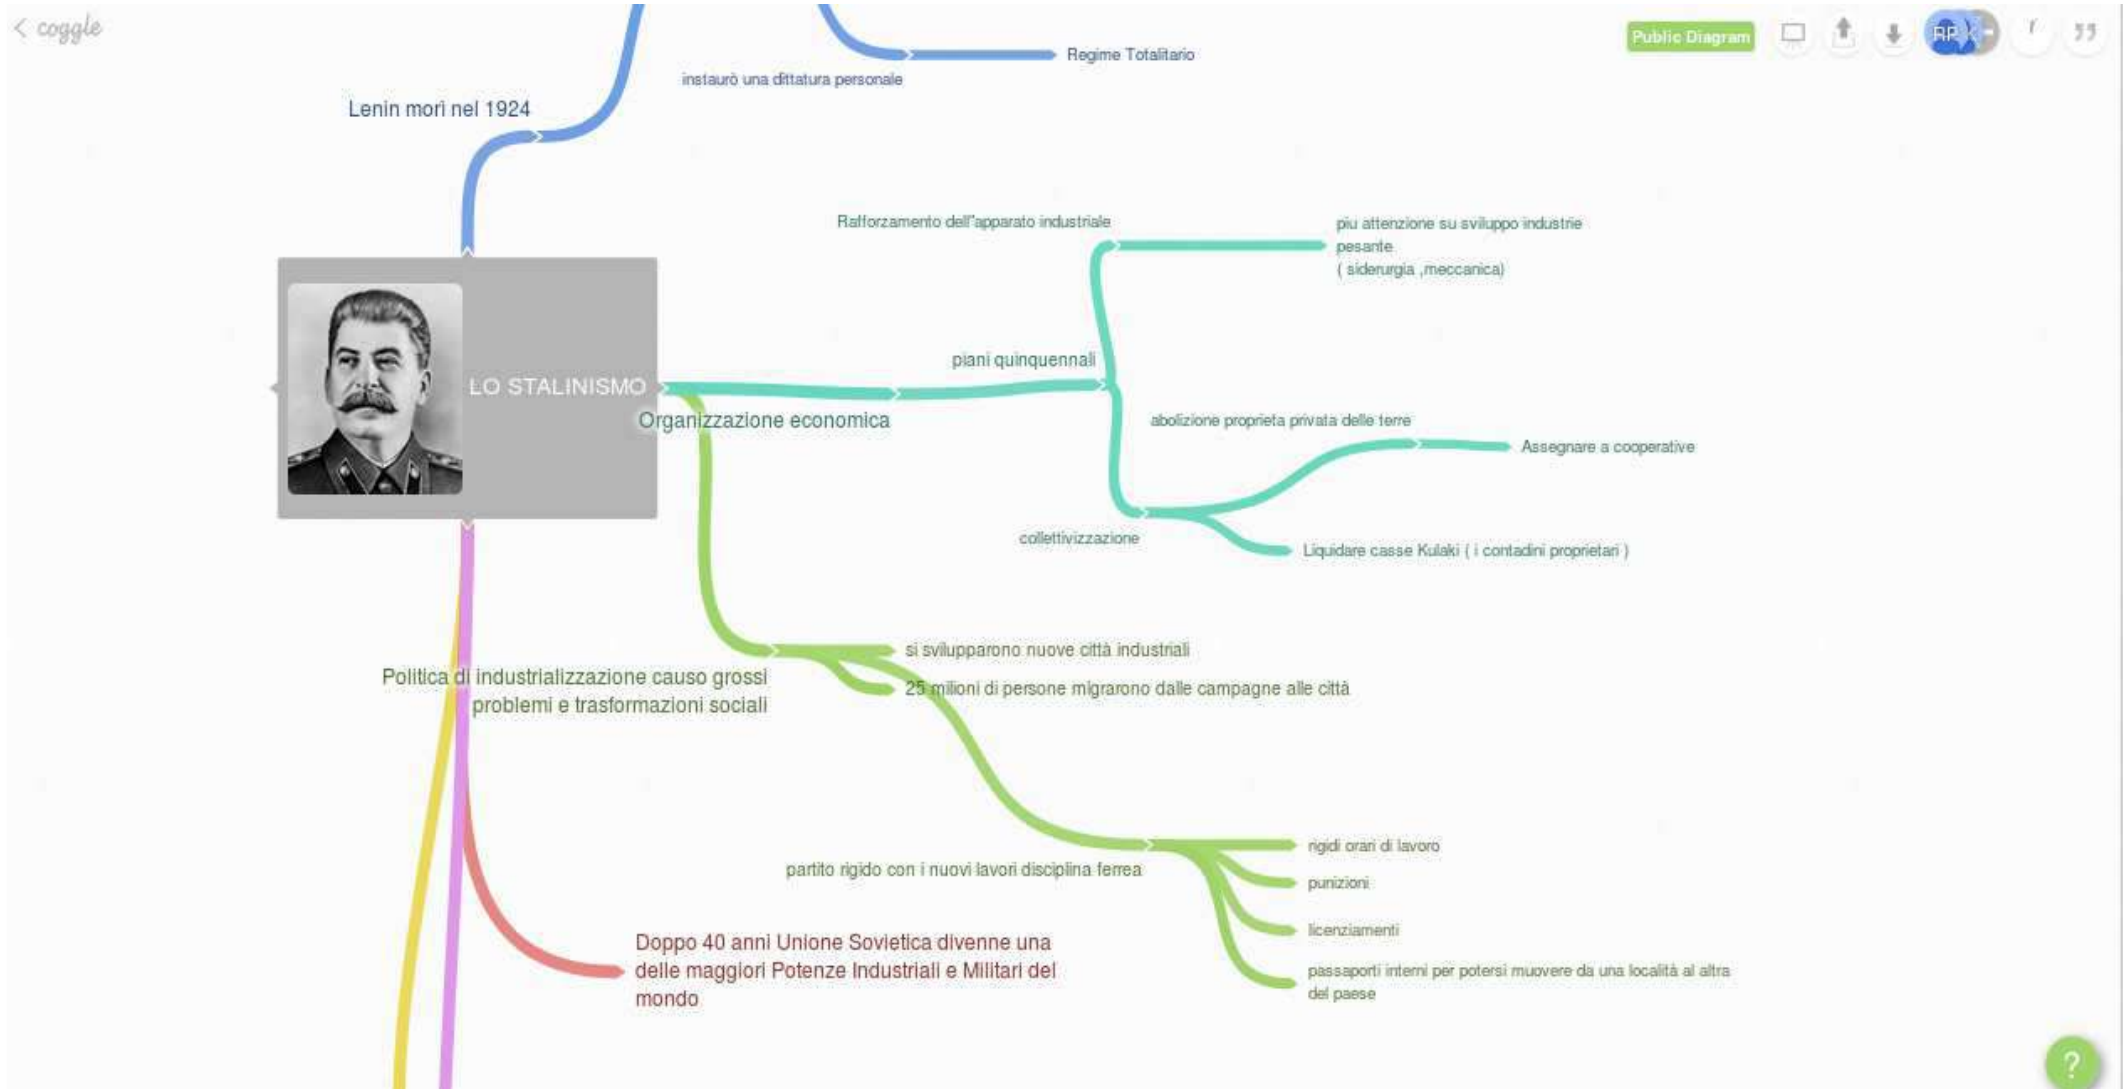 coggle
Public Diagram
RP
Regime Totalitario
instaurò una dittatura personale
Lenin morì nel 1924
Rafforzamento dell"apparato industriale
piu attenzione su sviluppo industrie
pesante
( siderurgia ,meccanica)
piani quinquennali
LO STALINISMO
Organizzazione economica
abolizione proprieta privata delle terre
Assegnare a cooperative
collettivizzazione
Liquidare casse Kulaki ( i contadini proprietari )
si svilupparono nuove città industriali
Politica di industrializzazione causo grossi
problemi e trasformazioni sociali
25 milioni di persone migrarono dalle campagne alle città
rigidi orari di lavoro
partito rigido con i nuovi lavori disciplina ferrea
punizioni
licenziamenti
Doppo 40 anni Unione Sovietica divenne una
delle maggiori Potenze Industriali e Militari del
mondo
passaporti interni per potersi muovere da una località al altra
del paese
?